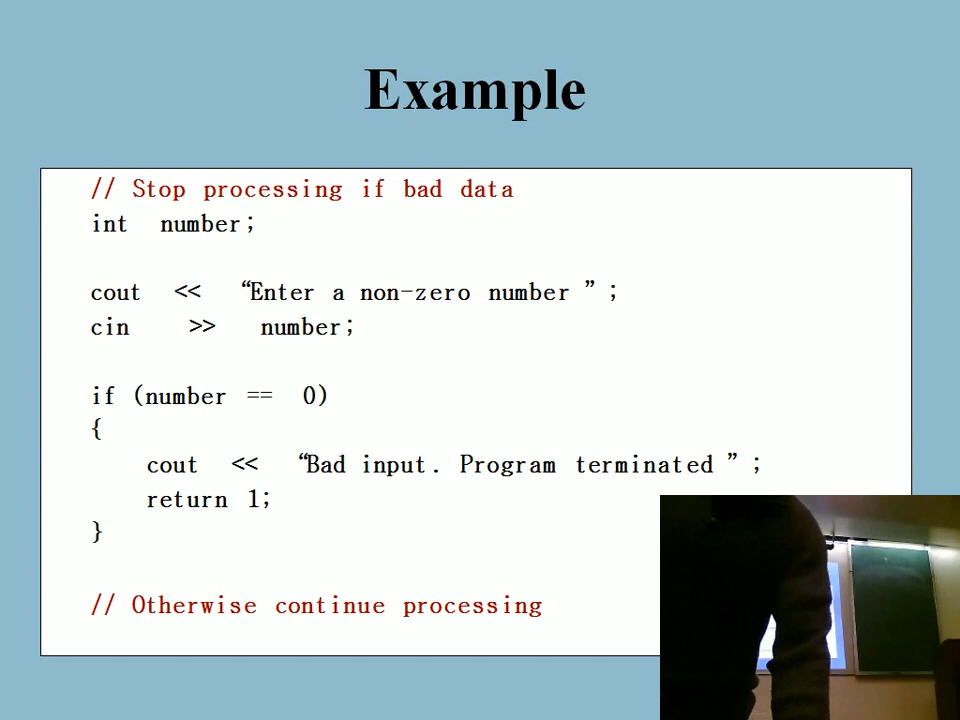 Example
// Stop processing if bad data
int number;
cout << “Enter a non-zero number ”;
cin >> number;
if (number == 0)
{
cout << “Bad input. Program terminated ”;
return 1;
}
// Otherwise continue processing